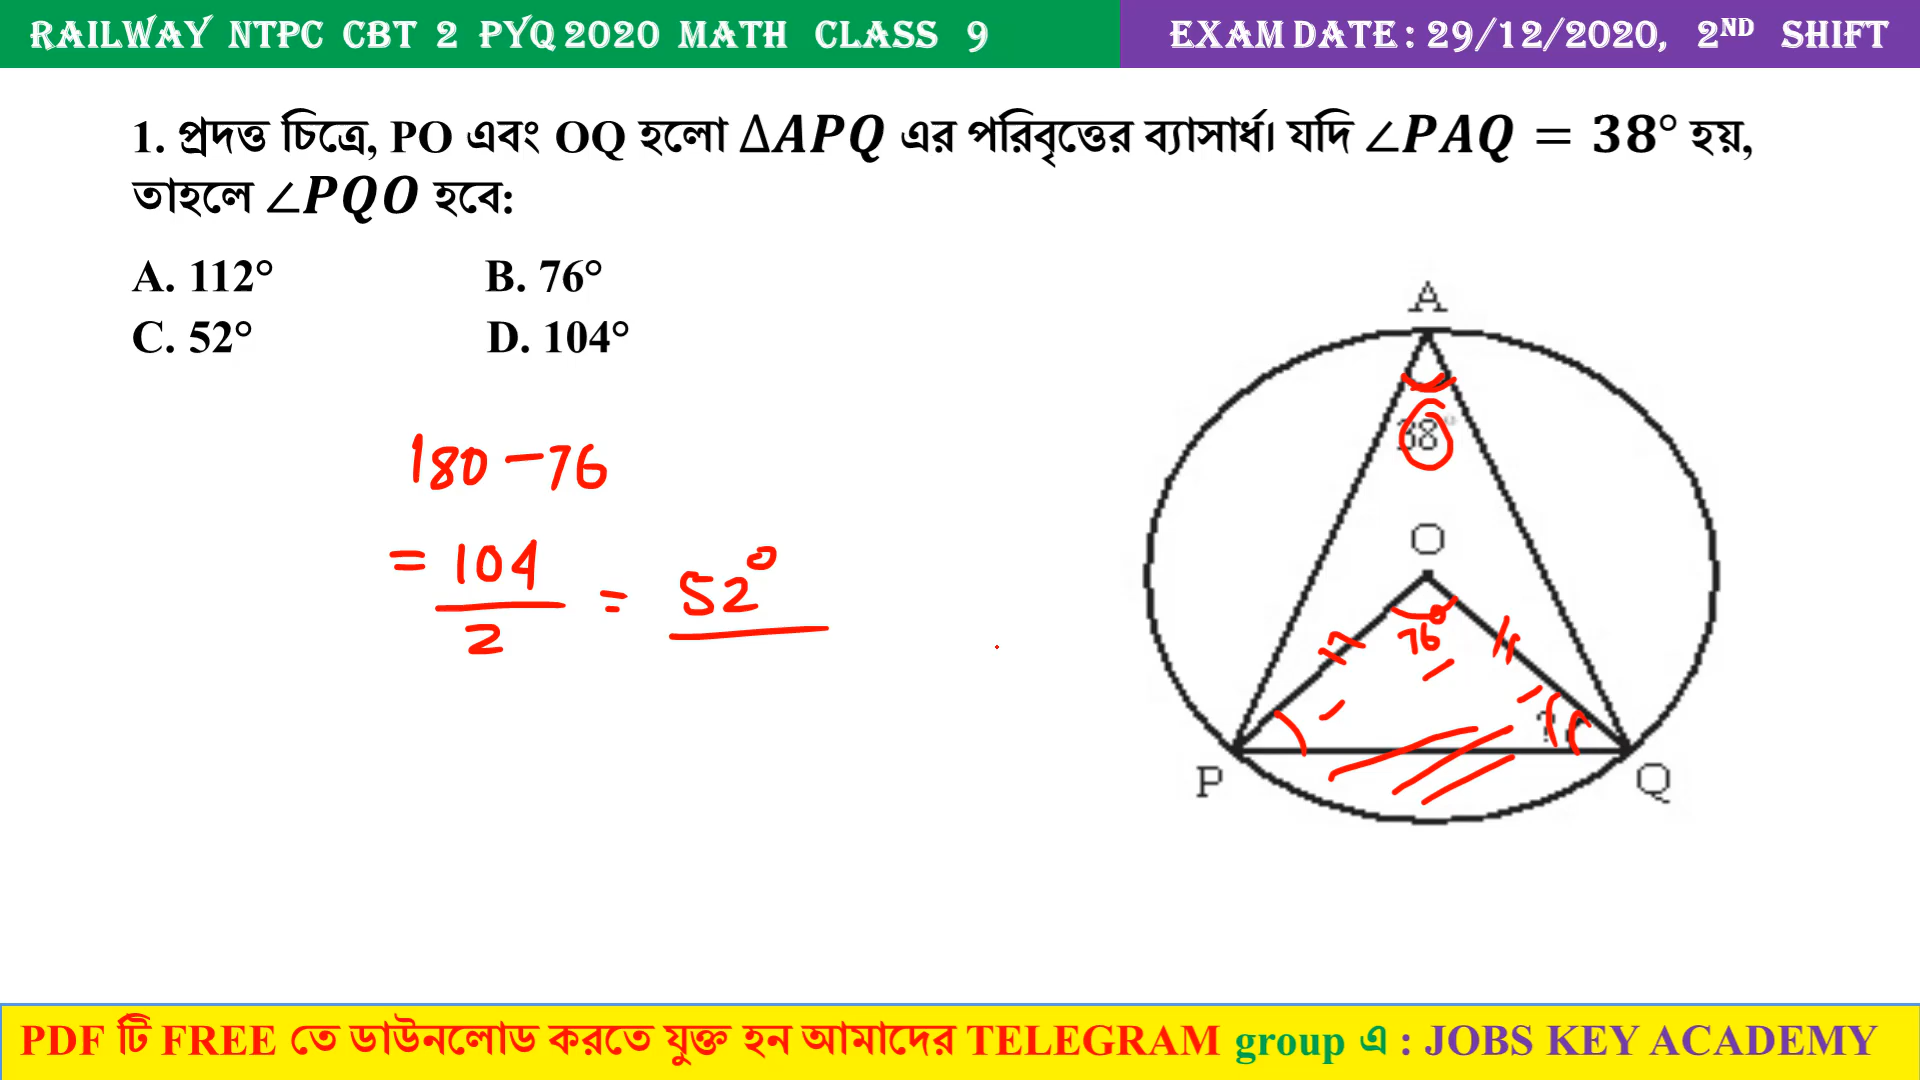 RAILWAY NTPC CBT 2 PYQ 2020 MATH CLASS 9
EXAM DATE : 29/12/2020, 2ND SHIFT
1. প্রদত্ত চিত্রে, PO এবং OQ হলো ΔAPQ এর পরিবৃত্তের ব্যাসার্ধ। যদি ∠PAQ = 38° হয়,
তাহলে ∠PQO হবে:
A. 112° B. 76°
C. 52° D. 104°
A
38°
180 - 76
O
= 104/2 = 52°
76°
?
P Q
PDF টি FREE তে ডাউনলোড করতে যুক্ত হন আমাদের TELEGRAM group এ : JOBS KEY ACADEMY